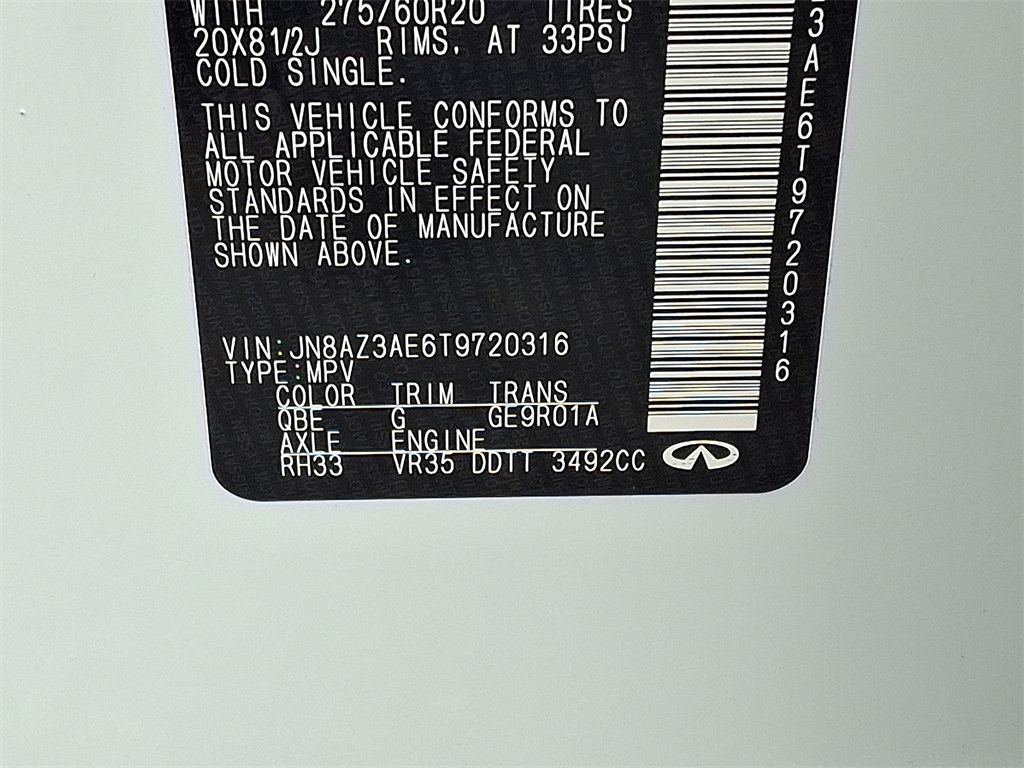 WITH 275/60R20 TIRES
20X81/2J RIMS, AT 33PSI
COLD SINGLE.
THIS VEHICLE CONFORMS TO
ALL APPLICABLE FEDERAL
MOTOR VEHICLE SAFETY
STANDARDS IN EFFECT ON
THE DATE OF MANUFACTURE
SHOWN ABOVE.
VIN:JN8AZ3AE6T9720316
TYPE:MPV
COLOR TRIM TRANS
QBE G GE9R01A
AXLE ENGINE
RH33 VR35 DDTT 3492CC
3AE6T9720316